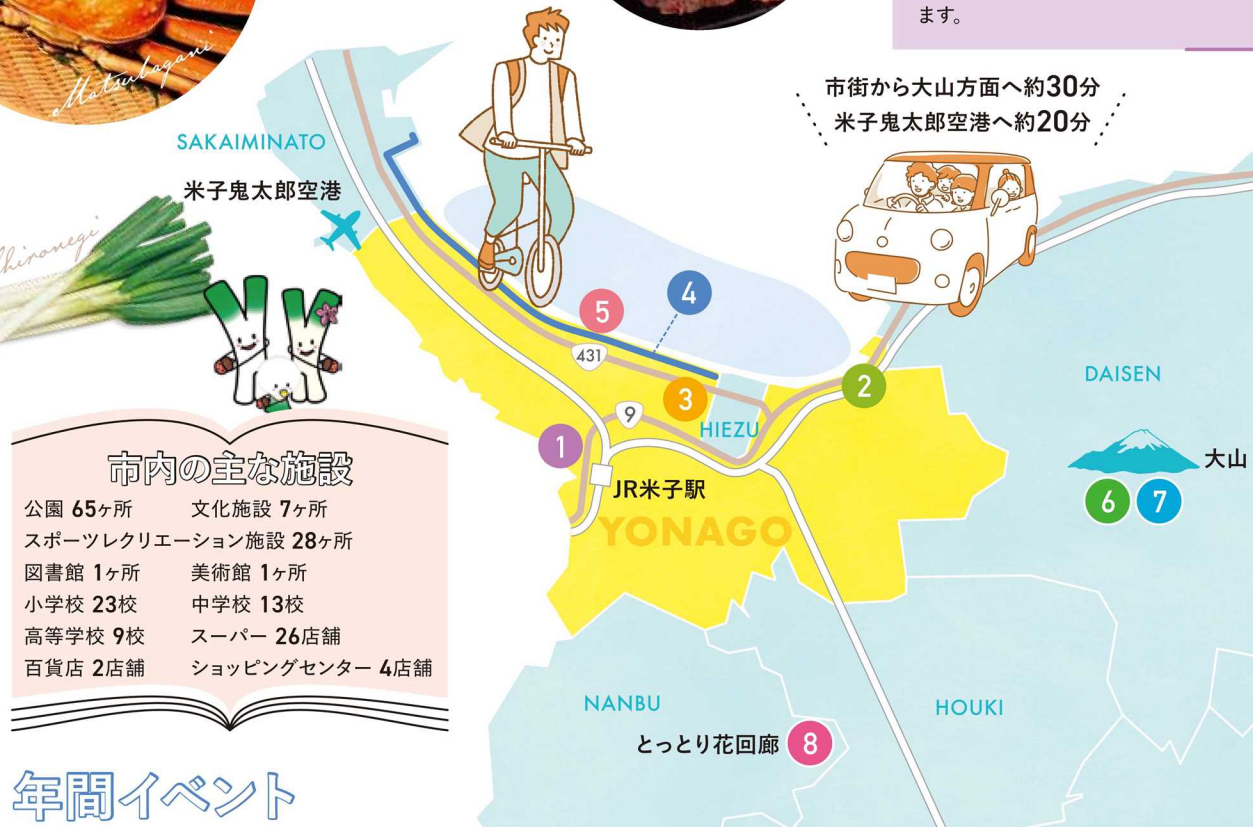 ます。
Matsubagani
市街から大山方面へ約30分
米子鬼太郎空港へ約20分
SAKAIMINATO
米子鬼太郎空港
hironegi
5
4
431
3
9
2
1
HIEZU
DAISEN
大山
6 7
JR米子駅
YONAGO
市内の主な施設
公園 65ヶ所 文化施設 7ヶ所
スポーツレクリエーション施設 28ヶ所
図書館 1ヶ所 美術館 1ヶ所
小学校 23校 中学校 13校
高等学校 9校 スーパー 26店舗
百貨店 2店舗 ショッピングセンター 4店舗
NANBU
HOUKI
とっとり花回廊 8
年間イベント